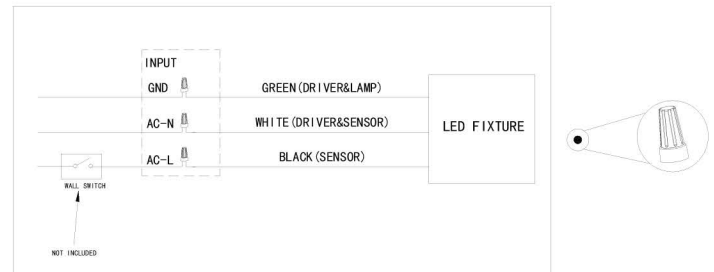 INPUT
GND GREEN(DRIVER&LAMP)
AC-N WHITE(DRIVER&SENSOR) LED FIXTURE
AC-L BLACK(SENSOR)
WALL SWITCH
NOT INCLUDED